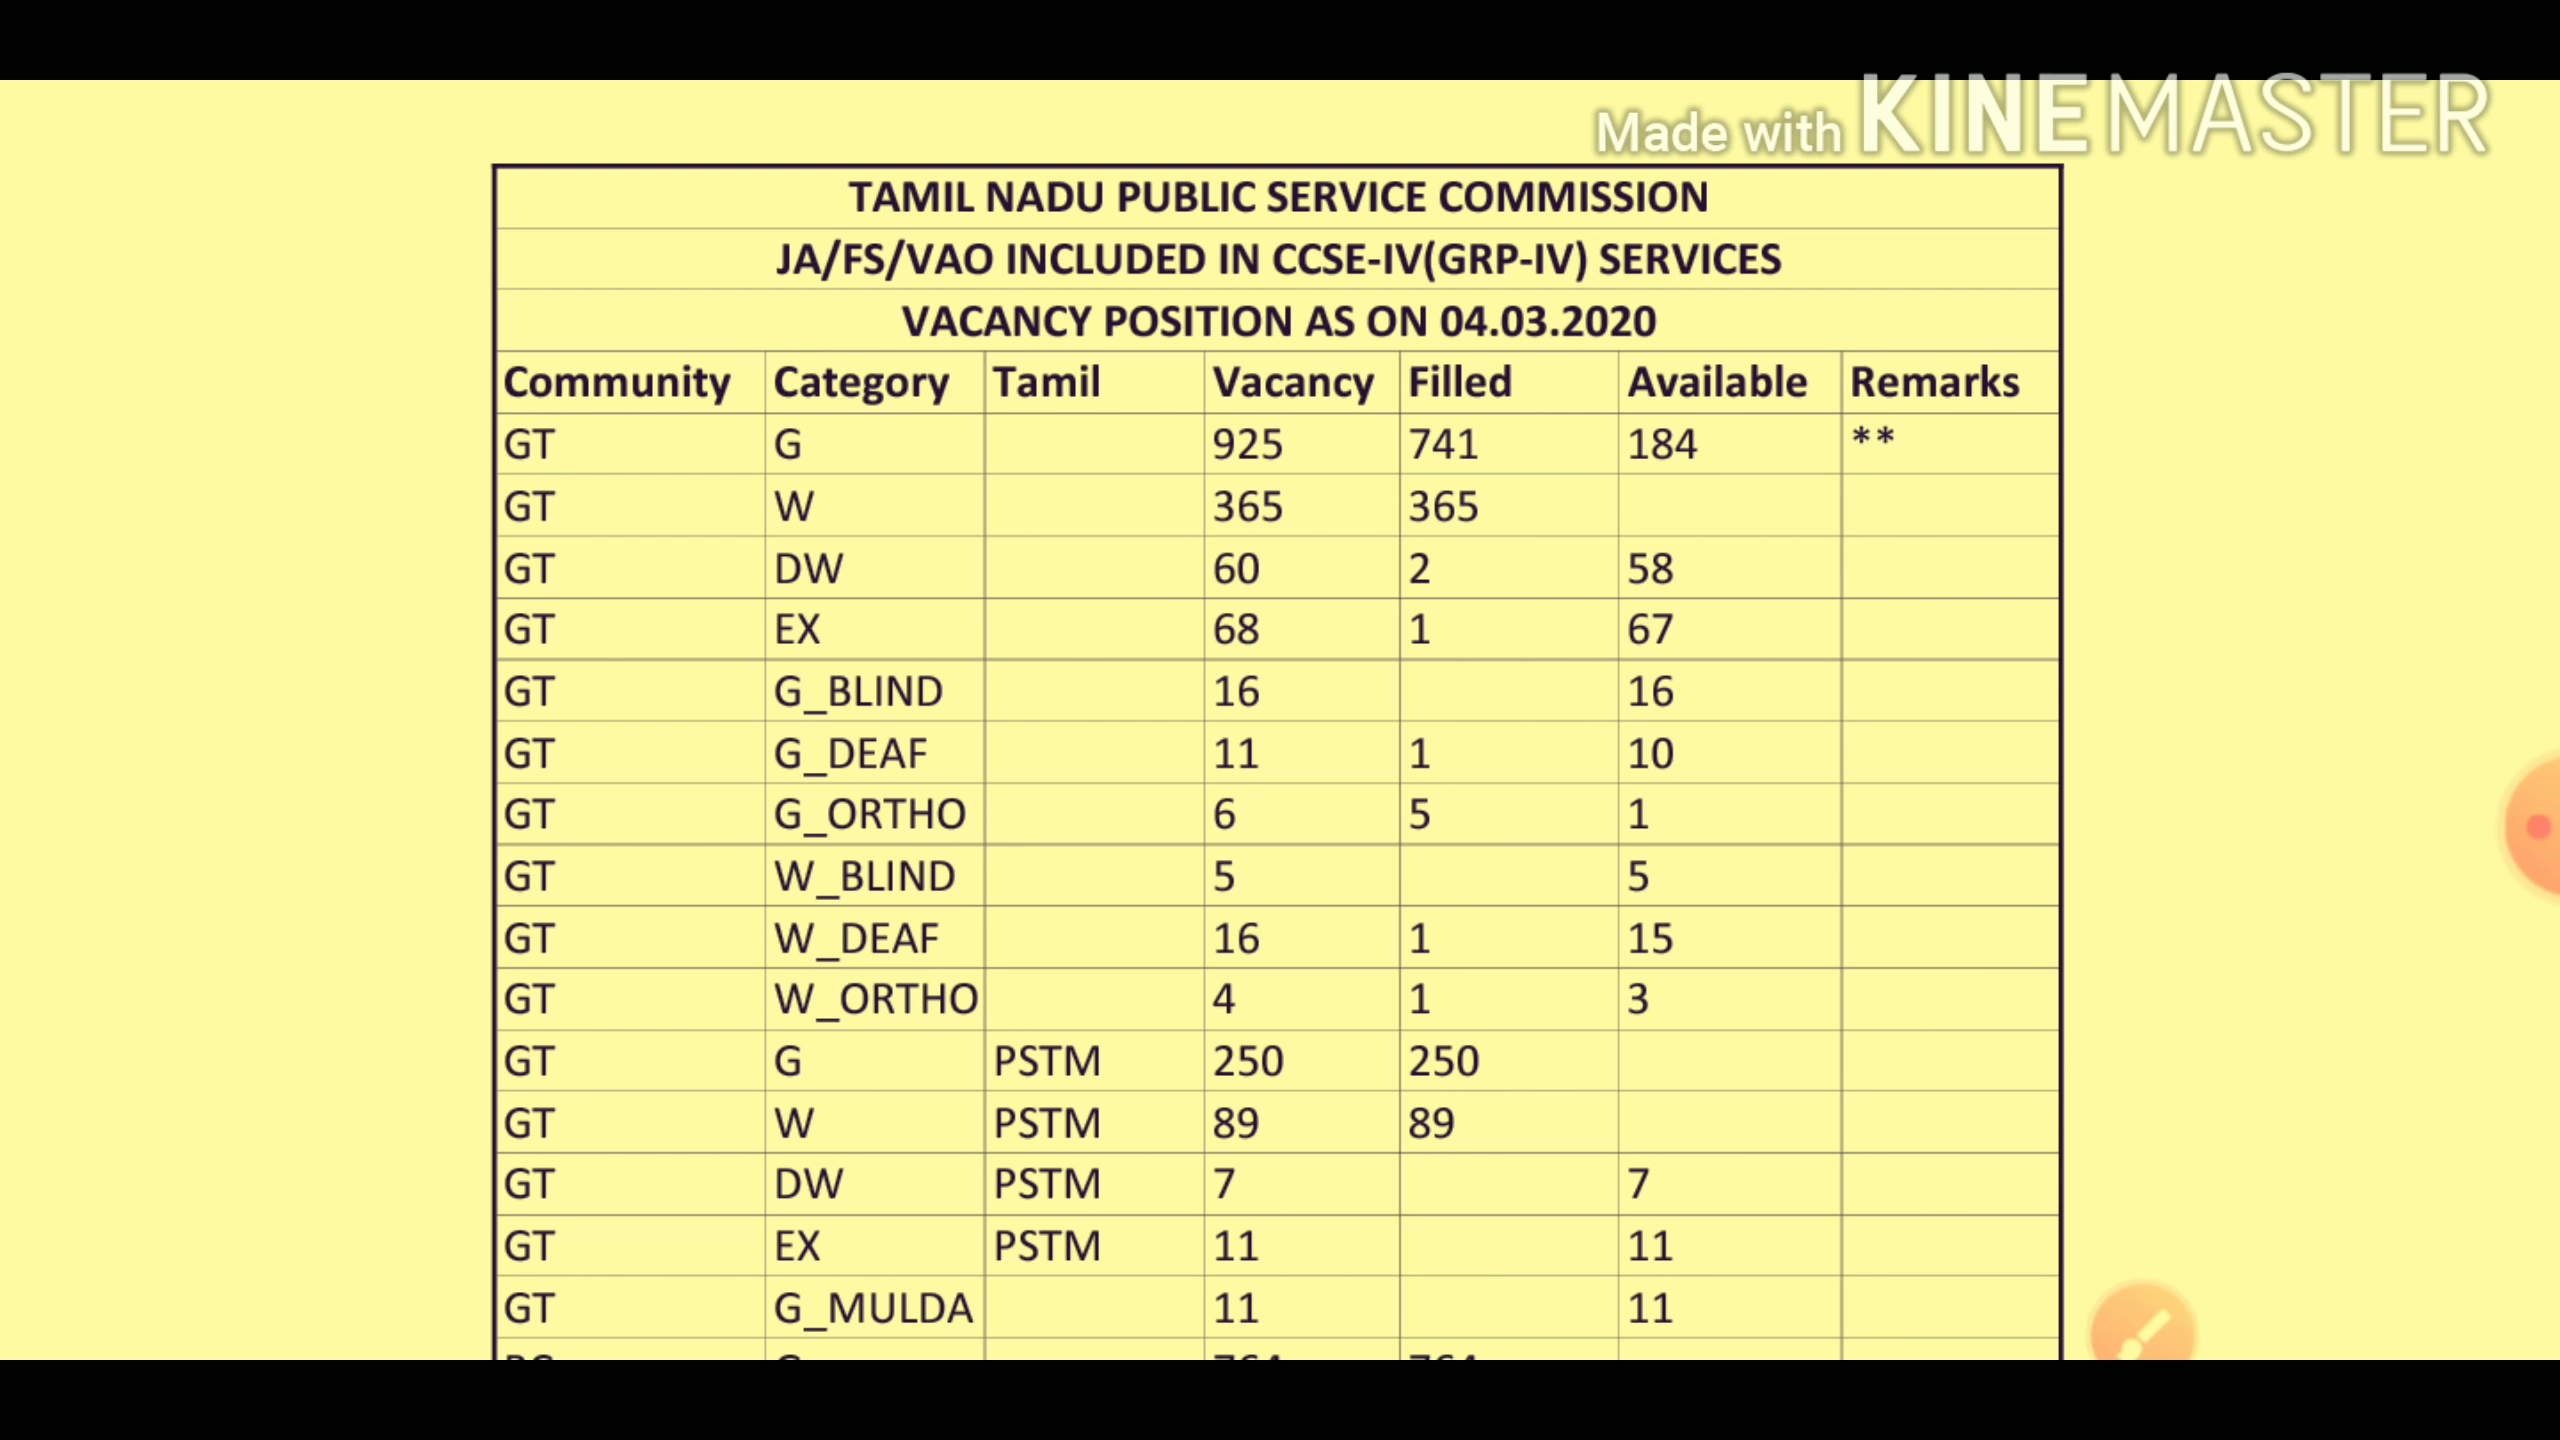 Made with KINEMASTER
TAMIL NADU PUBLIC SERVICE COMMISSION
JA/FS/VAO INCLUDED IN CCSE-IV(GRP-IV) SERVICES
VACANCY POSITION AS ON 04.03.2020
Community Category Tamil Vacancy Filled Available Remarks
GT G 925 741 184 **
GT W 365 365
GT DW 60 2 58
GT EX 68 1 67
GT G_BLIND 16 16
GT G_DEAF 11 1 10
GT G_ORTHO 6 5 1
GT W_BLIND 5 5
GT W_DEAF 16 1 15
GT W_ORTHO 4 1 3
GT G PSTM 250 250
GT W PSTM 89 89
GT DW PSTM 7 7
GT EX PSTM 11 11
GT G_MULDA 11 11